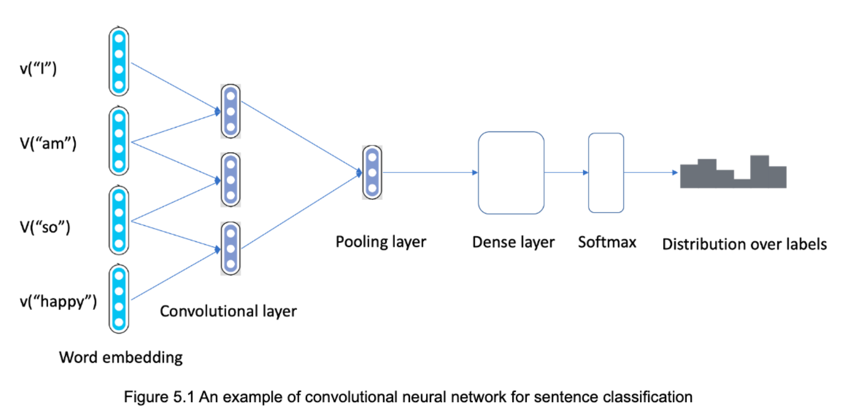 v(“I”)
V(“am”)
V(“so”)
v(“happy”)
Word embedding
Convolutional layer
Pooling layer
Dense layer
Softmax
Distribution over labels
Figure 5.1 An example of convolutional neural network for sentence classification